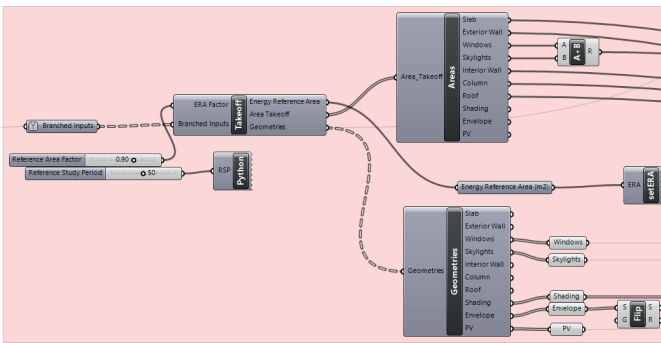 Branched Inputs
Reference Area Factor 0.90
Reference Study Period 50
ERA Factor
Branched Inputs
Takeoff
Energy Reference Area
Area Takeoff
Geometries
RSP
Python
Area_Takeoff
Areas
Slab
Exterior Wall
Windows
Skylights
Interior Wall
Column
Roof
Shading
Envelope
PV
A
B
A+B
R
Energy Reference Area (m2)
ERA
setERA
Geometries
Geometries
Slab
Exterior Wall
Windows
Skylights
Interior Wall
Column
Roof
Shading
Envelope
PV
Windows
Skylights
Shading
Envelope
PV
S
G
Flip
S
R